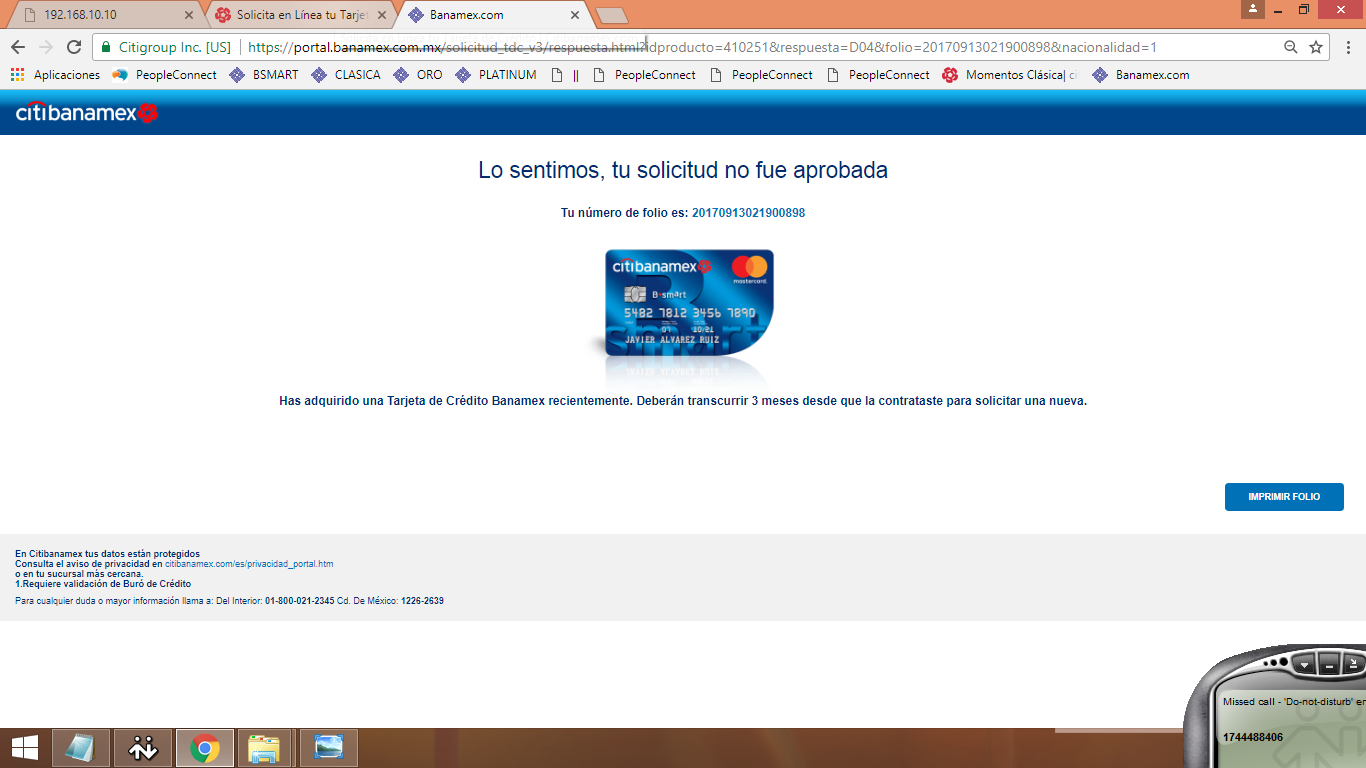 192.168.10.10
Solicita en Línea tu Tarjet
Banamex.com
Citigroup Inc. [US]
https://portal.banamex.com.mx/solicitud_tdc_v3/respuesta.html?idproducto=410251&respuesta=D04&folio=20170913021900898&nacionalidad=1
Aplicaciones PeopleConnect BSMART CLASICA ORO PLATINUM || PeopleConnect PeopleConnect PeopleConnect Momentos Clásica| ci Banamex.com
citibanamex
Lo sentimos, tu solicitud no fue aprobada
Tu número de folio es: 20170913021900898
citibanamex
mastercard.
B·smart
5482 7812 3456 7890
07 10/21
smart
JAVIER ALVAREZ RUIZ
Has adquirido una Tarjeta de Crédito Banamex recientemente. Deberán transcurrir 3 meses desde que la contrataste para solicitar una nueva.
IMPRIMIR FOLIO
En Citibanamex tus datos están protegidos
Consulta el aviso de privacidad en citibanamex.com/es/privacidad_portal.htm
o en tu sucursal más cercana.
1.Requiere validación de Buró de Crédito
Para cualquier duda o mayor información llama a: Del Interior: 01-800-021-2345 Cd. De México: 1226-2639
Missed call - 'Do-not-disturb' en
1744488406